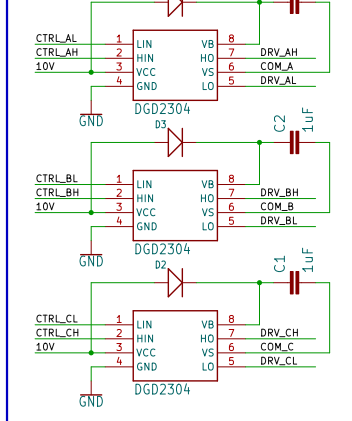 CTRL_AL 1 LIN VB 8
CTRL_AH 2 HIN HO 7 DRV_AH
10V 3 VCC VS 6 COM_A
4 GND LO 5 DRV_AL
GND
DGD2304
D3
C2
1uF
CTRL_BL 1 LIN VB 8
CTRL_BH 2 HIN HO 7 DRV_BH
10V 3 VCC VS 6 COM_B
4 GND LO 5 DRV_BL
GND
DGD2304
D2
C1
1uF
CTRL_CL 1 LIN VB 8
CTRL_CH 2 HIN HO 7 DRV_CH
10V 3 VCC VS 6 COM_C
4 GND LO 5 DRV_CL
GND
DGD2304